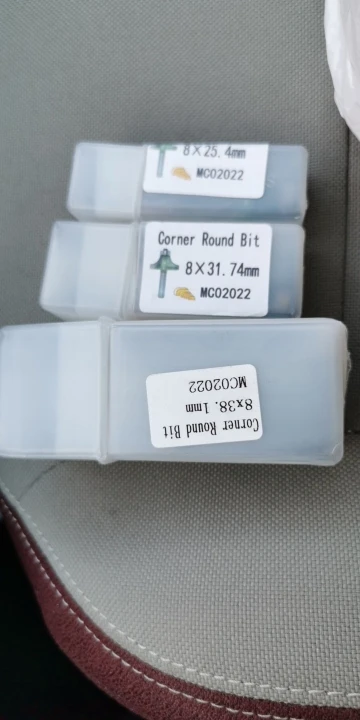 8×25.4mm
MC02022
Corner Round Bit
8×31.74mm
MC02022
Corner Round Bit
8x38.1mm
MC02022